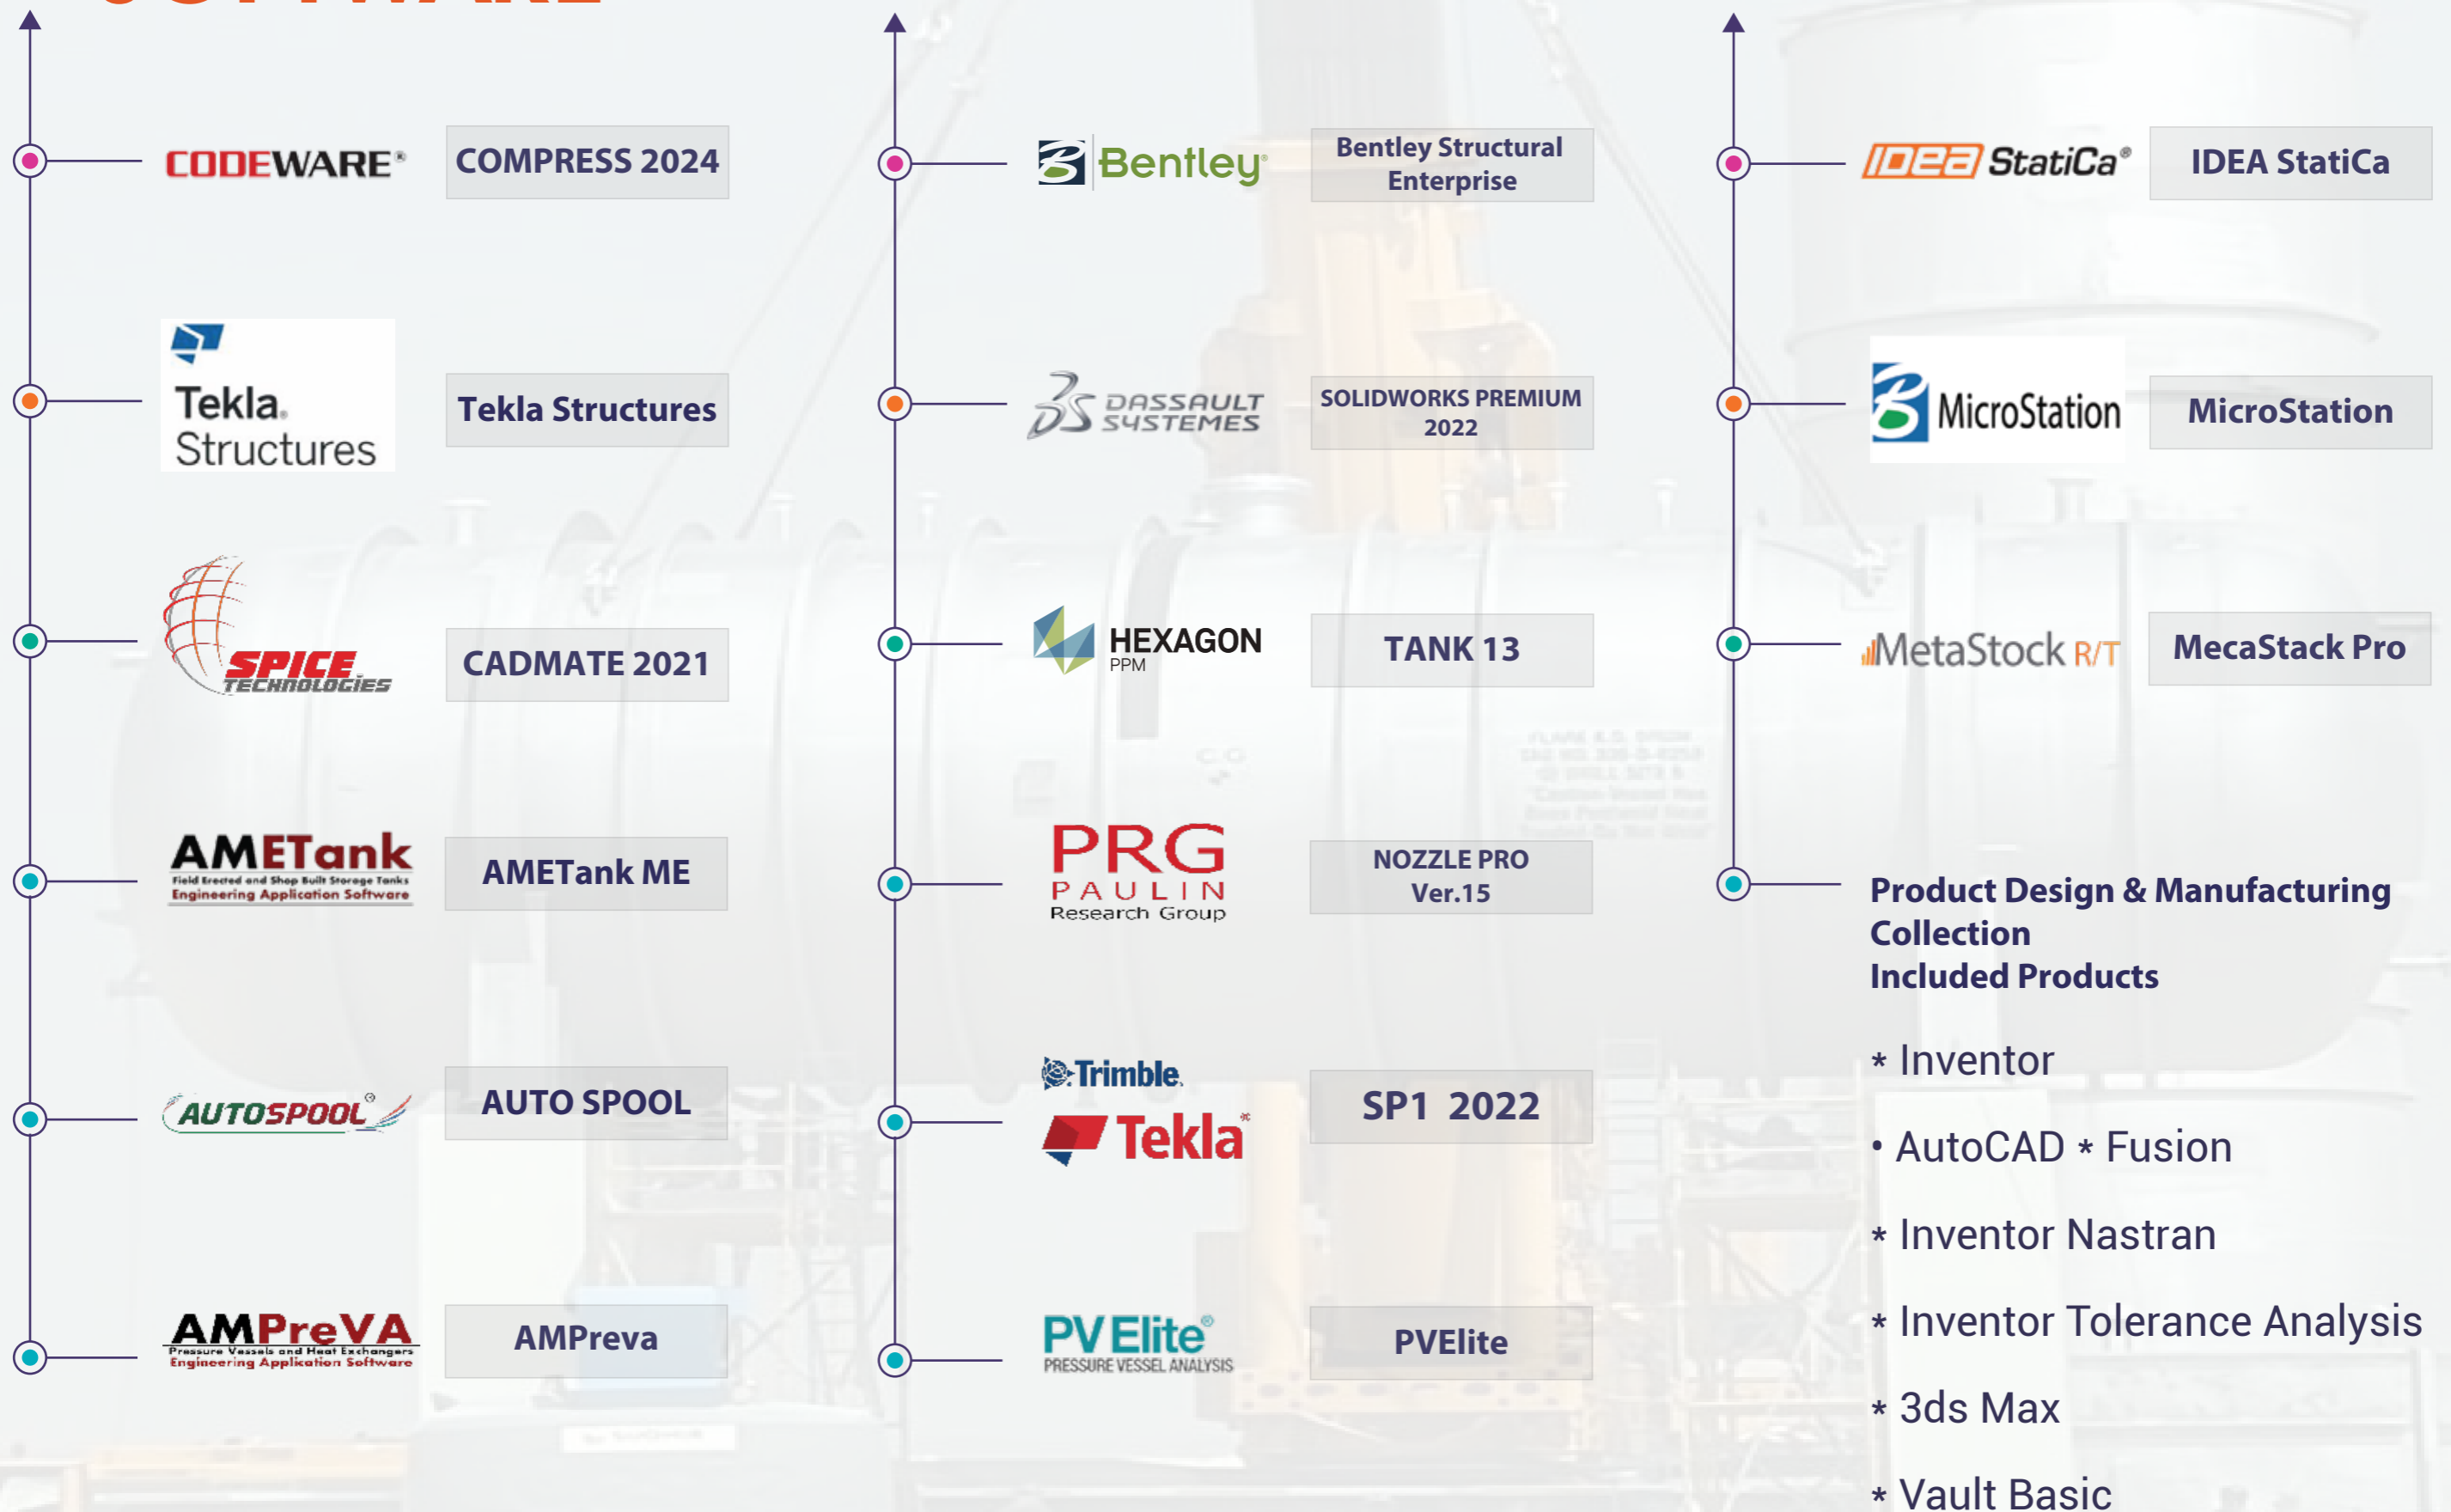 SOFTWARE
CODEWARE®
COMPRESS 2024
Tekla®
Structures
Tekla Structures
SPICE
TECHNOLOGIES
CADMATE 2021
AMETank
Field Erected and Shop Built Storage Tanks
Engineering Application Software
AMETank ME
AUTOSPOOL®
AUTO SPOOL
AMPreVA
Pressure Vessels and Heat Exchangers
Engineering Application Software
AMPreva
Bentley®
Bentley Structural
Enterprise
DASSAULT
SYSTEMES
SOLIDWORKS PREMIUM
2022
HEXAGON
PPM
TANK 13
PRG
PAULIN
Research Group
NOZZLE PRO
Ver.15
Trimble
Tekla
SP1 2022
PV Elite®
PRESSURE VESSEL ANALYSIS
PVElite
IDEA StatiCa®
IDEA StatiCa
MicroStation
MicroStation
MetaStock R/T
MecaStack Pro
Product Design & Manufacturing
Collection
Included Products
* Inventor
• AutoCAD * Fusion
* Inventor Nastran
* Inventor Tolerance Analysis
* 3ds Max
* Vault Basic
C.G